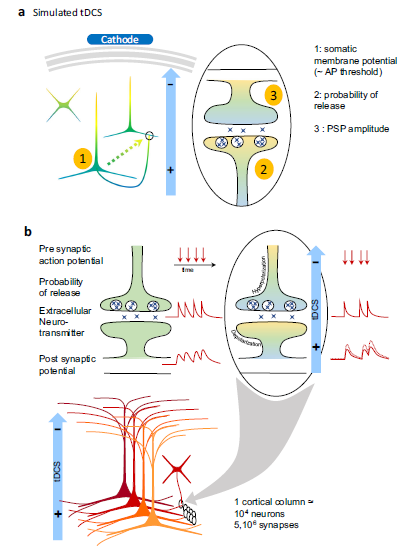 a Simulated tDCS
Cathode
–
+
1
3
2
1: somatic
membrane potential
(~ AP threshold)
2: probability of
release
3 : PSP amplitude
b
Pre synaptic
action potential
time
Probability
of release
Extracellular
Neuro-
transmitter
Post synaptic
potential
Hyperpolarization
Depolarization
–
tDCS
+
–
tDCS
+
1 cortical column ≃
10⁴ neurons
5,10⁶ synapses